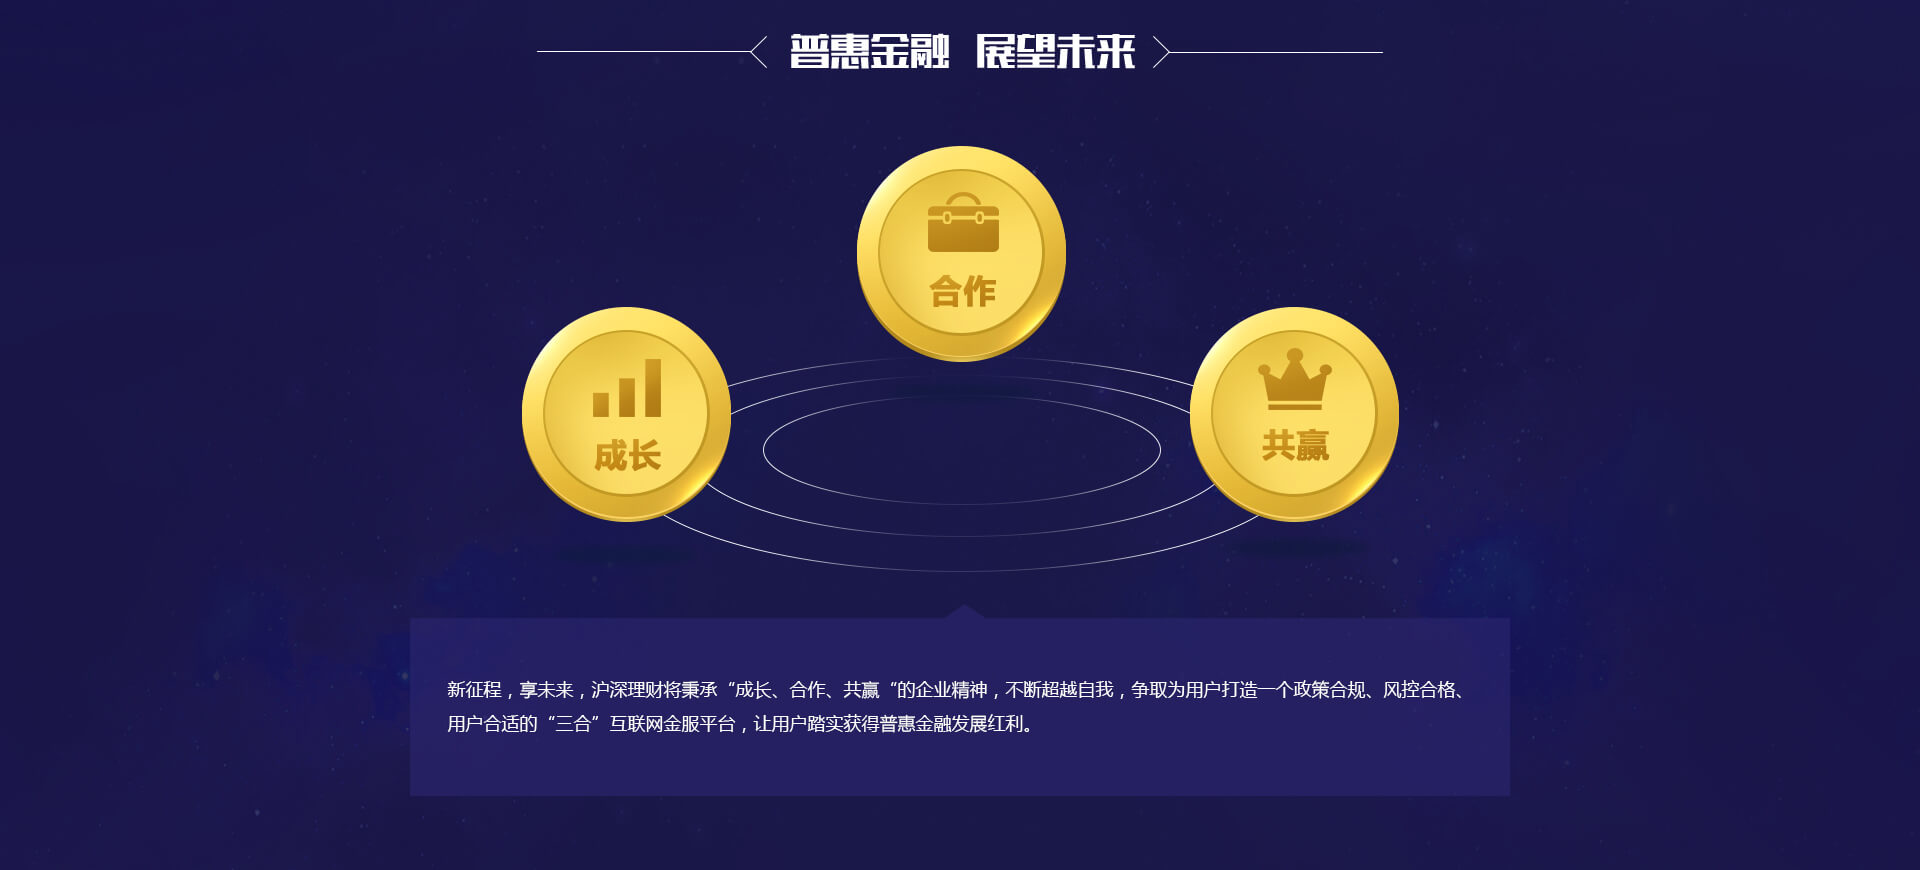 普惠金融 展望未来
合作
成长
共赢
新征程，享未来，沪深理财将秉承“成长、合作、共赢“的企业精神，不断超越自我，争取为用户打造一个政策合规、风控合格、
用户合适的“三合”互联网金服平台，让用户踏实获得普惠金融发展红利。